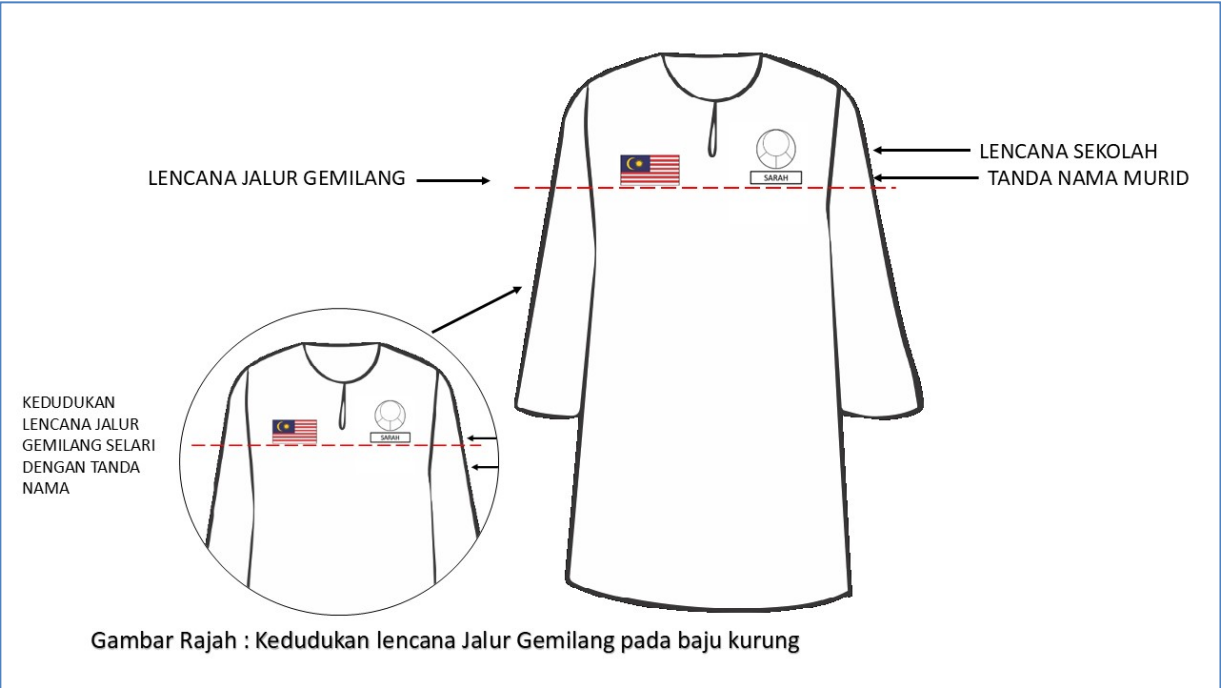 LENCANA JALUR GEMILANG
LENCANA SEKOLAH
TANDA NAMA MURID
SARAH
KEDUDUKAN
LENCANA JALUR
GEMILANG SELARI
DENGAN TANDA
NAMA
SARAH
Gambar Rajah : Kedudukan lencana Jalur Gemilang pada baju kurung